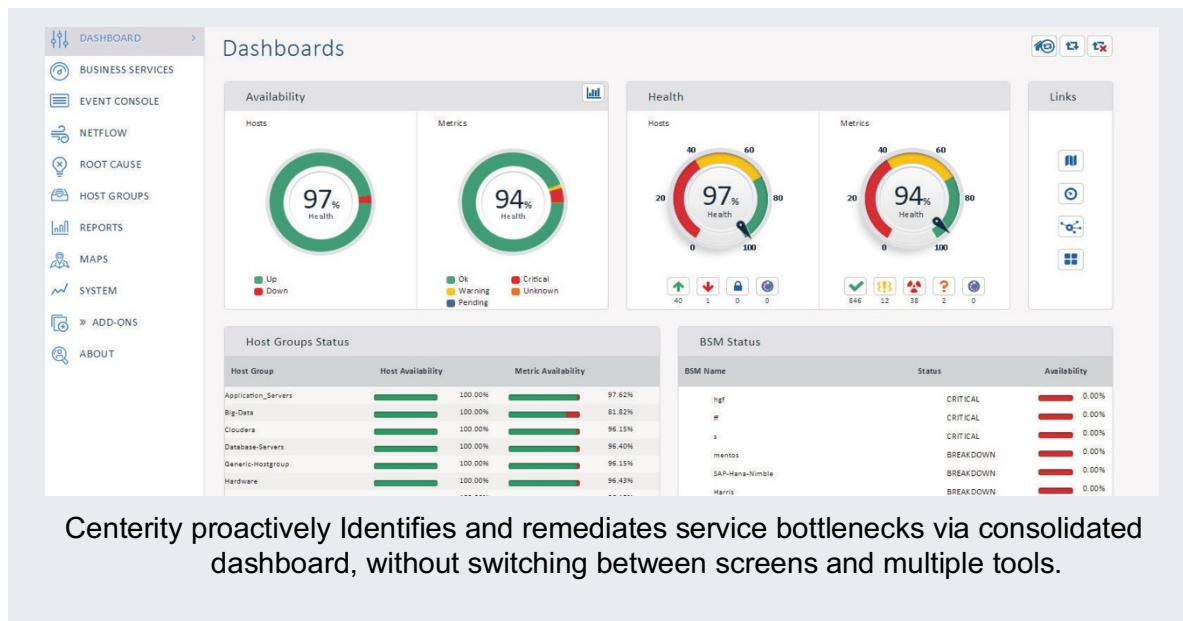 DASHBOARD >
BUSINESS SERVICES
EVENT CONSOLE
NETFLOW
ROOT CAUSE
HOST GROUPS
REPORTS
MAPS
SYSTEM
» ADD-ONS
ABOUT
Dashboards
Availability
Hosts
97%
Health
Up
Down
Metrics
94%
Health
Ok
Critical
Warning
Unknown
Pending
Health
Hosts
40 60
20 80
97%
Health
0 100
40 1 0 0
Metrics
40 60
20 80
94%
Health
0 100
?
846 12 38 2 0
Links
Host Groups Status
Host Group Host Availability Metric Availability
Application_Servers 100.00% 97.62%
Big-Data 100.00% 81.82%
Cloudera 100.00% 96.15%
Database-Servers 100.00% 96.40%
Generic-Hostgroup 100.00% 96.15%
Hardware 100.00% 96.43%
BSM Status
BSM Name Status Availability
hgf CRITICAL 0.00%
ff CRITICAL 0.00%
s CRITICAL 0.00%
mentos BREAKDOWN 0.00%
SAP-Hana-Nimble BREAKDOWN 0.00%
Harris BREAKDOWN 0.00%
Centerity proactively Identifies and remediates service bottlenecks via consolidated
dashboard, without switching between screens and multiple tools.